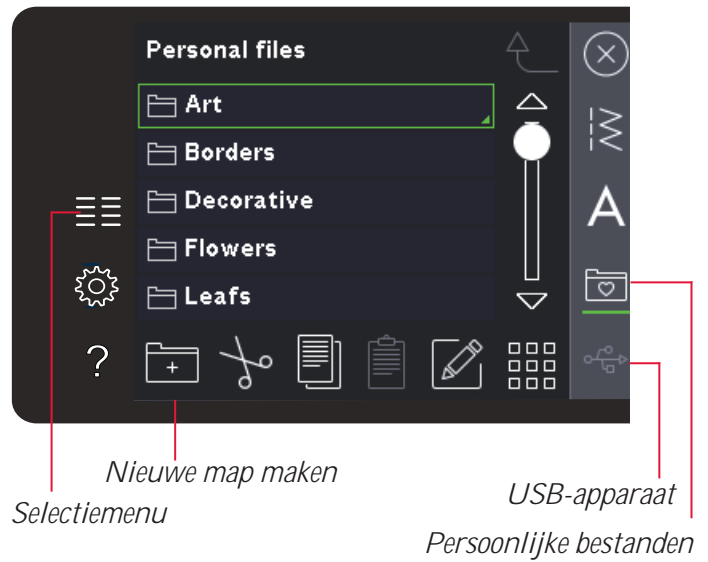 Personal files
Art
Borders
Decorative
A
Flowers
Leafs
?
Nieuwe map maken
USB-apparaat
Selectiemenu
Persoonlijke bestanden